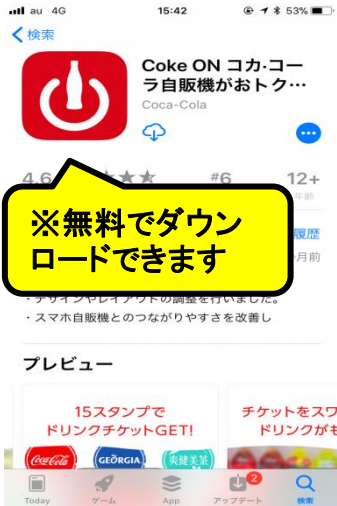 au 4G 15:42 53%
検索
Coke ON コカ·コー
ラ自販機がおトク…
Coca-Cola
4.6 #6 12+
年齢
※無料でダウン
ロードできます
履歴
月前
・デザインやレイアウトの調整を行いました。
・スマホ自販機とのつながりやすさを改善し
プレビュー
15スタンプで
ドリンクチケットGET!
チケットをスワ
ドリンクがも
Coca-Cola GEORGIA 爽健美茶
2
Today ゲーム App アップデート 検索